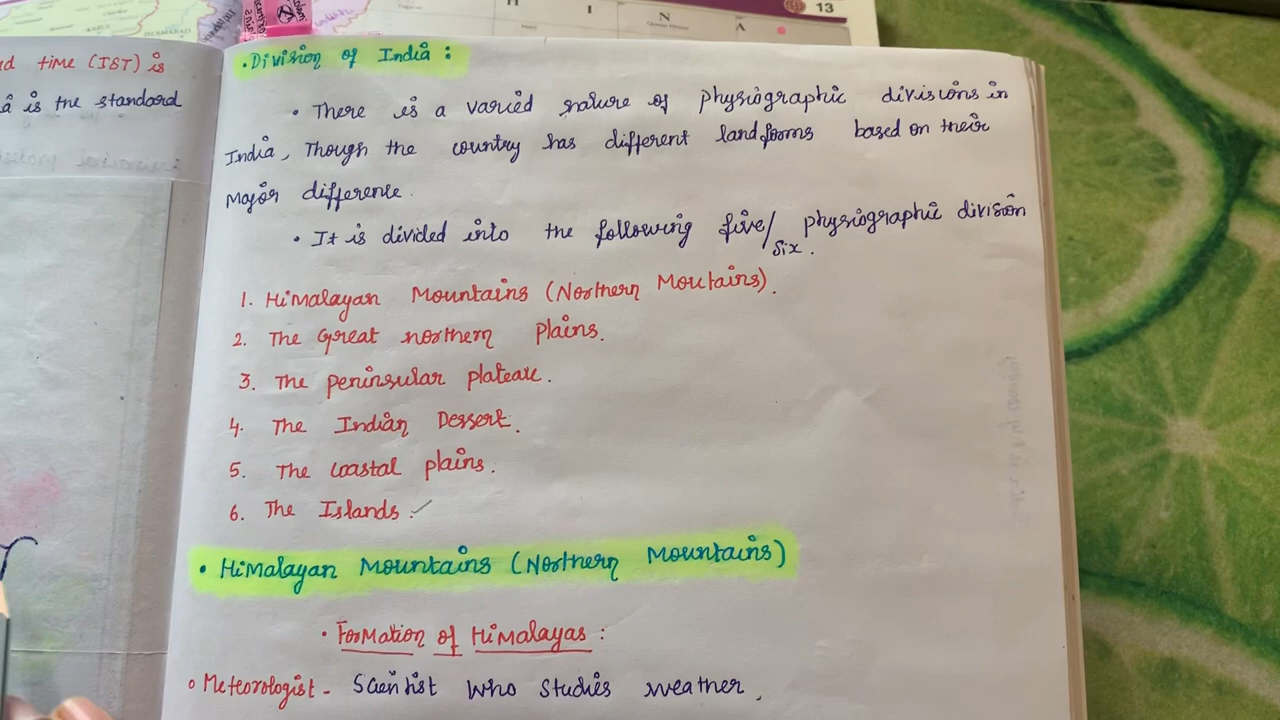 13
H I N A
d time (IST) is
a is the standard
• Division of India :
• There is a varied nature of physiographic divisions in
India, Though the country has different landforms based on their
Major difference.
• It is divided into the following five/ physiographic division
six.
1. Himalayan Mountains (Northern Moutains).
2. The Great northern plains.
3. The peninsular plateau.
4. The Indian Dessert.
5. The coastal plains.
6. The Islands.
• Himalayan Mountains (Northern Mountains)
• Formation of Himalayas :
• Meteorologist - Scientist who studies weather.